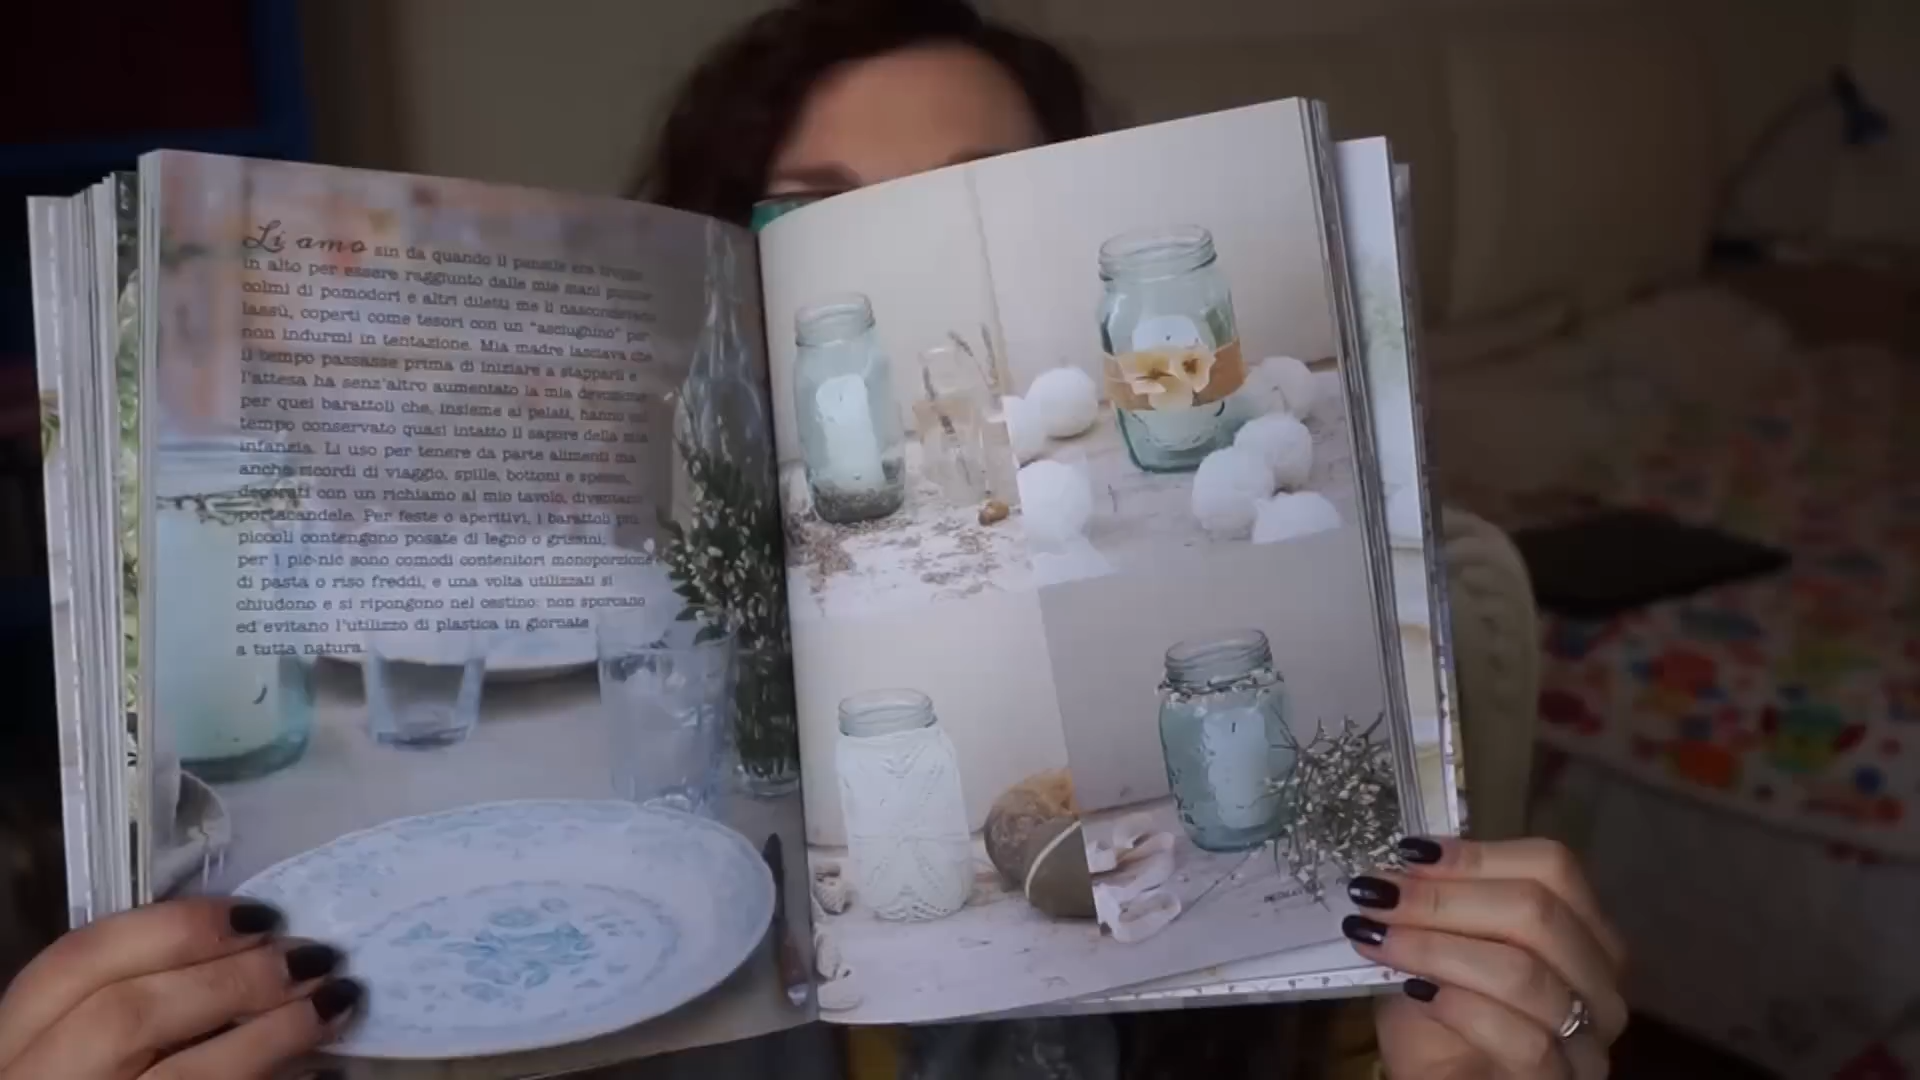 Li amo sin da quando il pensile era troppo
in alto per essere raggiunto dalle mie mani
colmi di pomodori e altri diletti me li nascondevano
lassù, coperti come tesori con un "asciughino" per
non indurmi in tentazione. Mia madre lasciava che
il tempo passasse prima di iniziare a stapparli e
l'attesa ha senz'altro aumentato la mia devozione
per quei barattoli che, insieme ai pelati, hanno nel
tempo conservato quasi intatto il sapore della mia
infanzia. Li uso per tenere da parte alimenti ma
anche ricordi di viaggio, spille, bottoni e spesso,
decorati con un richiamo al mio tavolo, diventano
portacandele. Per feste o aperitivi, i barattoli più
piccoli contengono posate di legno o grissini;
per i pic-nic sono comodi contenitori monoporzione
di pasta o riso freddi, e una volta utilizzati si
chiudono e si ripongono nel cestino: non sporcano
ed evitano l'utilizzo di plastica in giornate
a tutta natura.